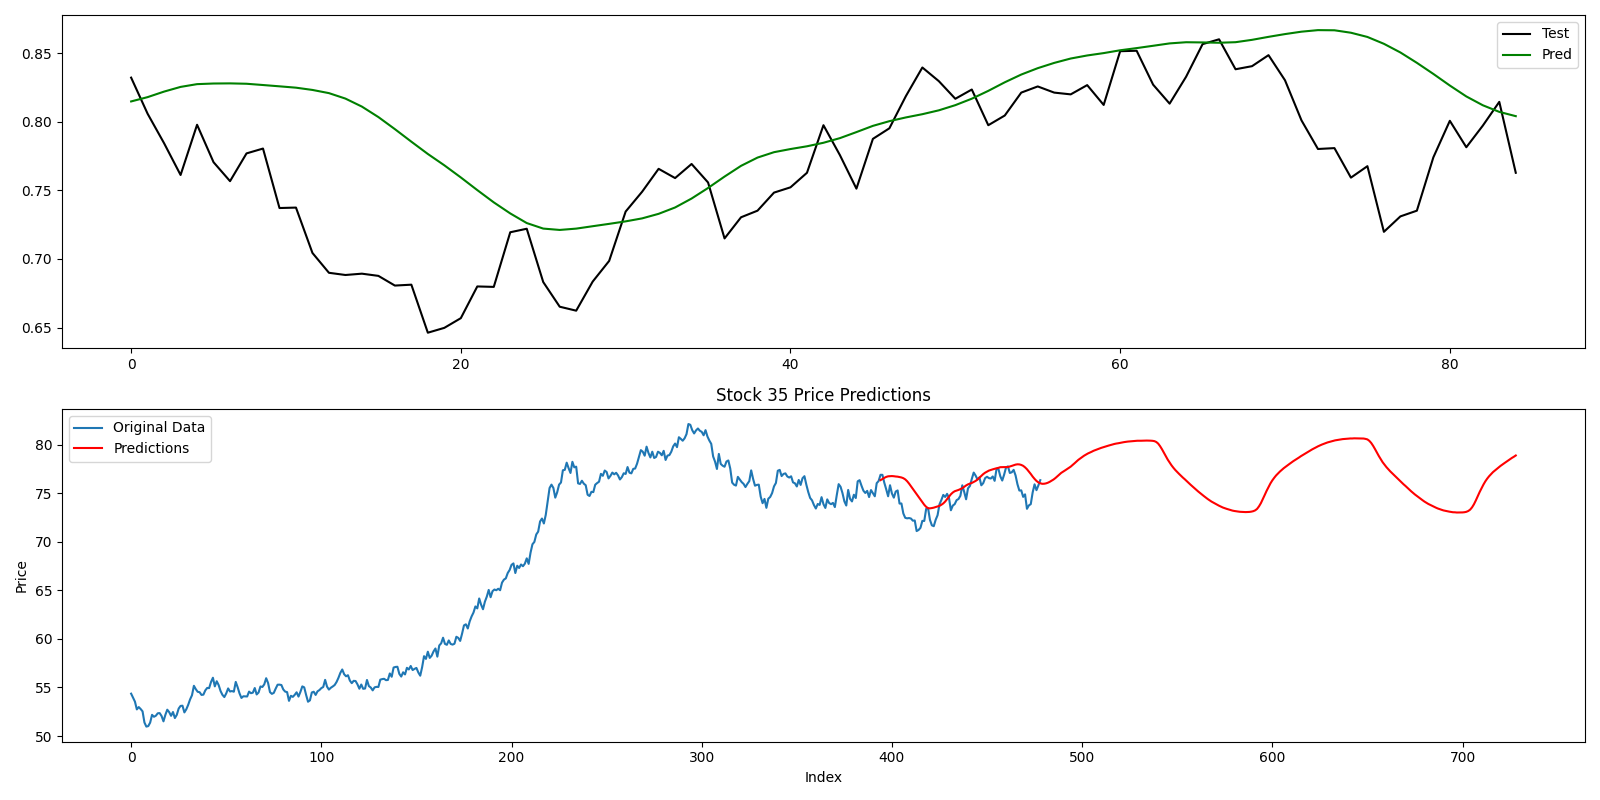 0.85
0.80
0.75
0.70
0.65
Test
Pred
0 20 40 60 80
Stock 35 Price Predictions
Original Data
Predictions
80
75
70
65
60
55
50
Price
0 100 200 300 400 500 600 700
Index